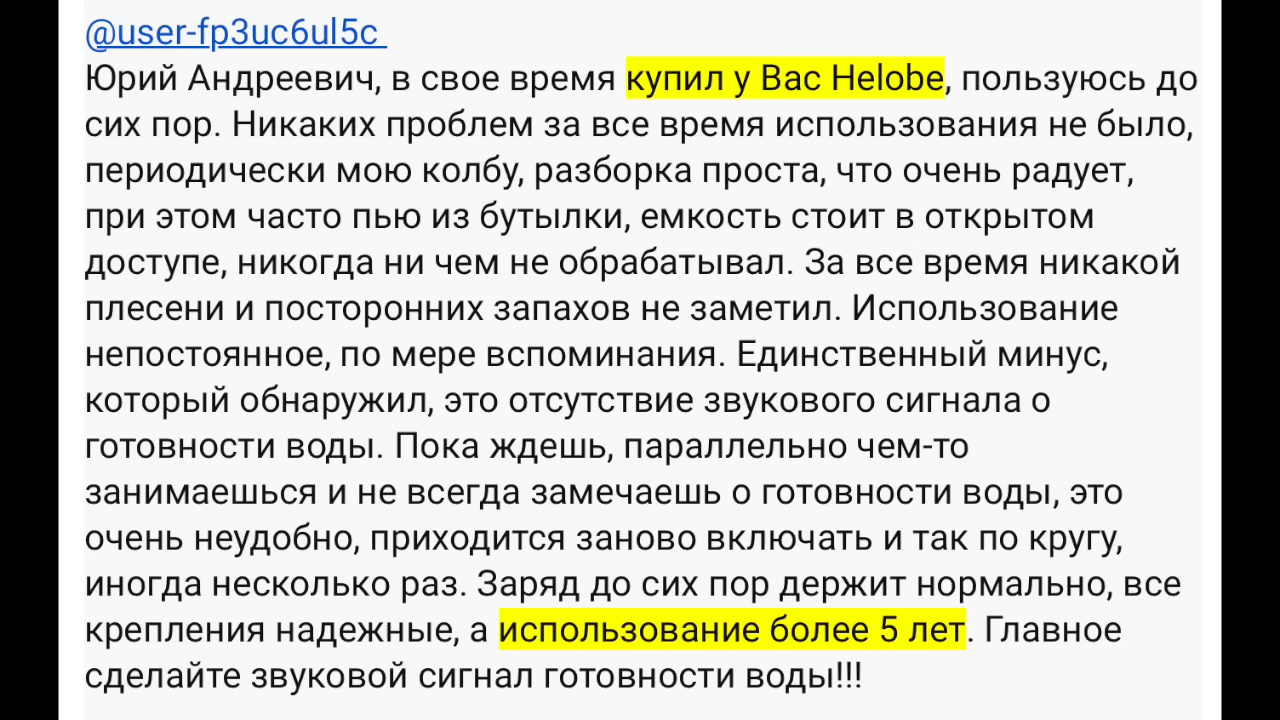 @user-fp3uc6ul5c
Юрий Андреевич, в свое время купил у Вас Helobe, пользуюсь до
сих пор. Никаких проблем за все время использования не было,
периодически мою колбу, разборка проста, что очень радует,
при этом часто пью из бутылки, емкость стоит в открытом
доступе, никогда ни чем не обрабатывал. За все время никакой
плесени и посторонних запахов не заметил. Использование
непостоянное, по мере вспоминания. Единственный минус,
который обнаружил, это отсутствие звукового сигнала о
готовности воды. Пока ждешь, параллельно чем-то
занимаешься и не всегда замечаешь о готовности воды, это
очень неудобно, приходится заново включать и так по кругу,
иногда несколько раз. Заряд до сих пор держит нормально, все
крепления надежные, а использование более 5 лет. Главное
сделайте звуковой сигнал готовности воды!!!